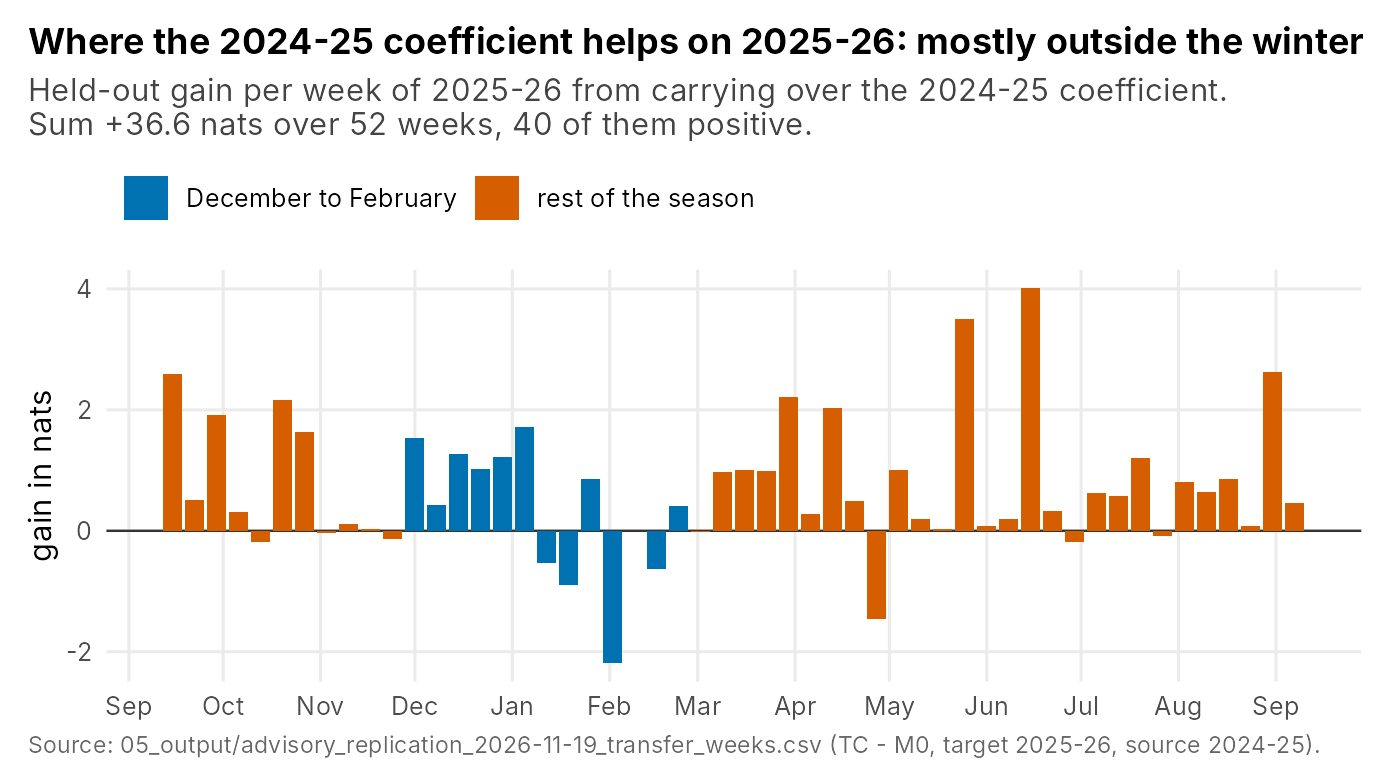 Where the 2024-25 coefficient helps on 2025-26: mostly outside the winter
Held-out gain per week of 2025-26 from carrying over the 2024-25 coefficient.
Sum +36.6 nats over 52 weeks, 40 of them positive.
December to February
rest of the season
gain in nats
4
2
0
-2
Sep Oct Nov Dec Jan Feb Mar Apr May Jun Jul Aug Sep
Source: 05_output/advisory_replication_2026-11-19_transfer_weeks.csv (TC - M0, target 2025-26, source 2024-25).